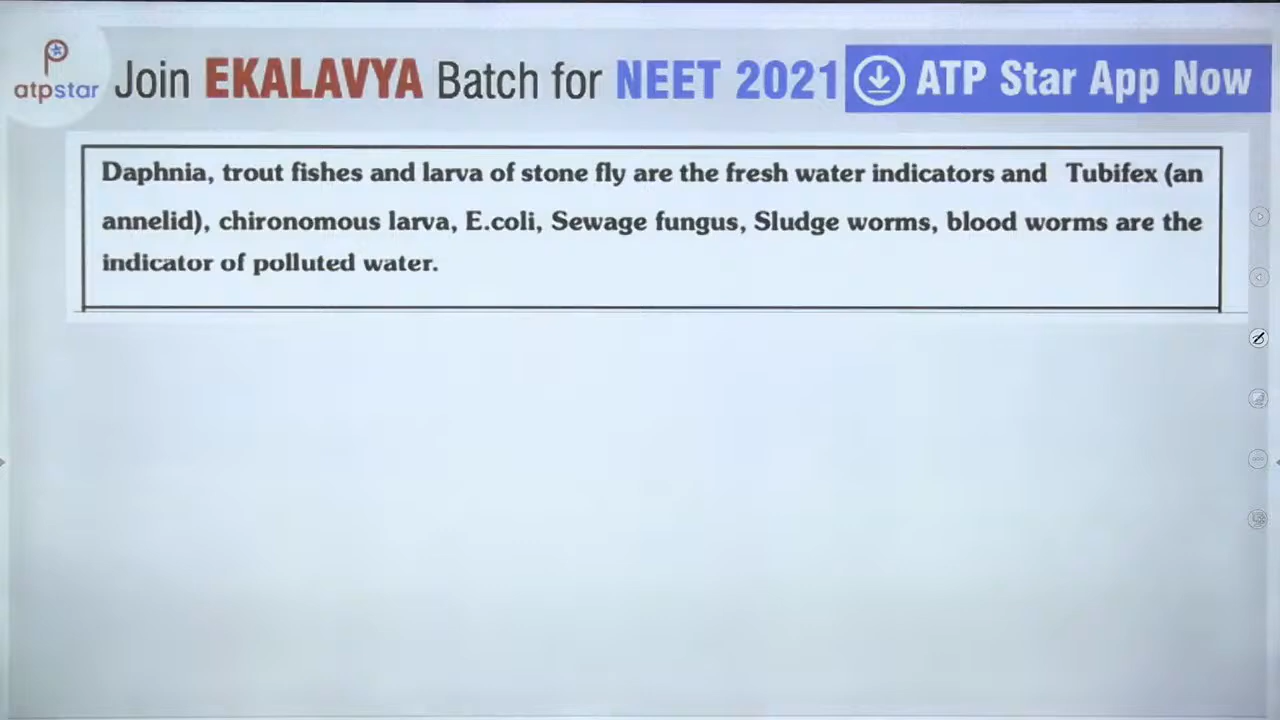 atpstar
Join EKALAVYA Batch for NEET 2021
ATP Star App Now
Daphnia, trout fishes and larva of stone fly are the fresh water indicators and Tubifex (an
annelid), chironomous larva, E.coli, Sewage fungus, Sludge worms, blood worms are the
indicator of polluted water.